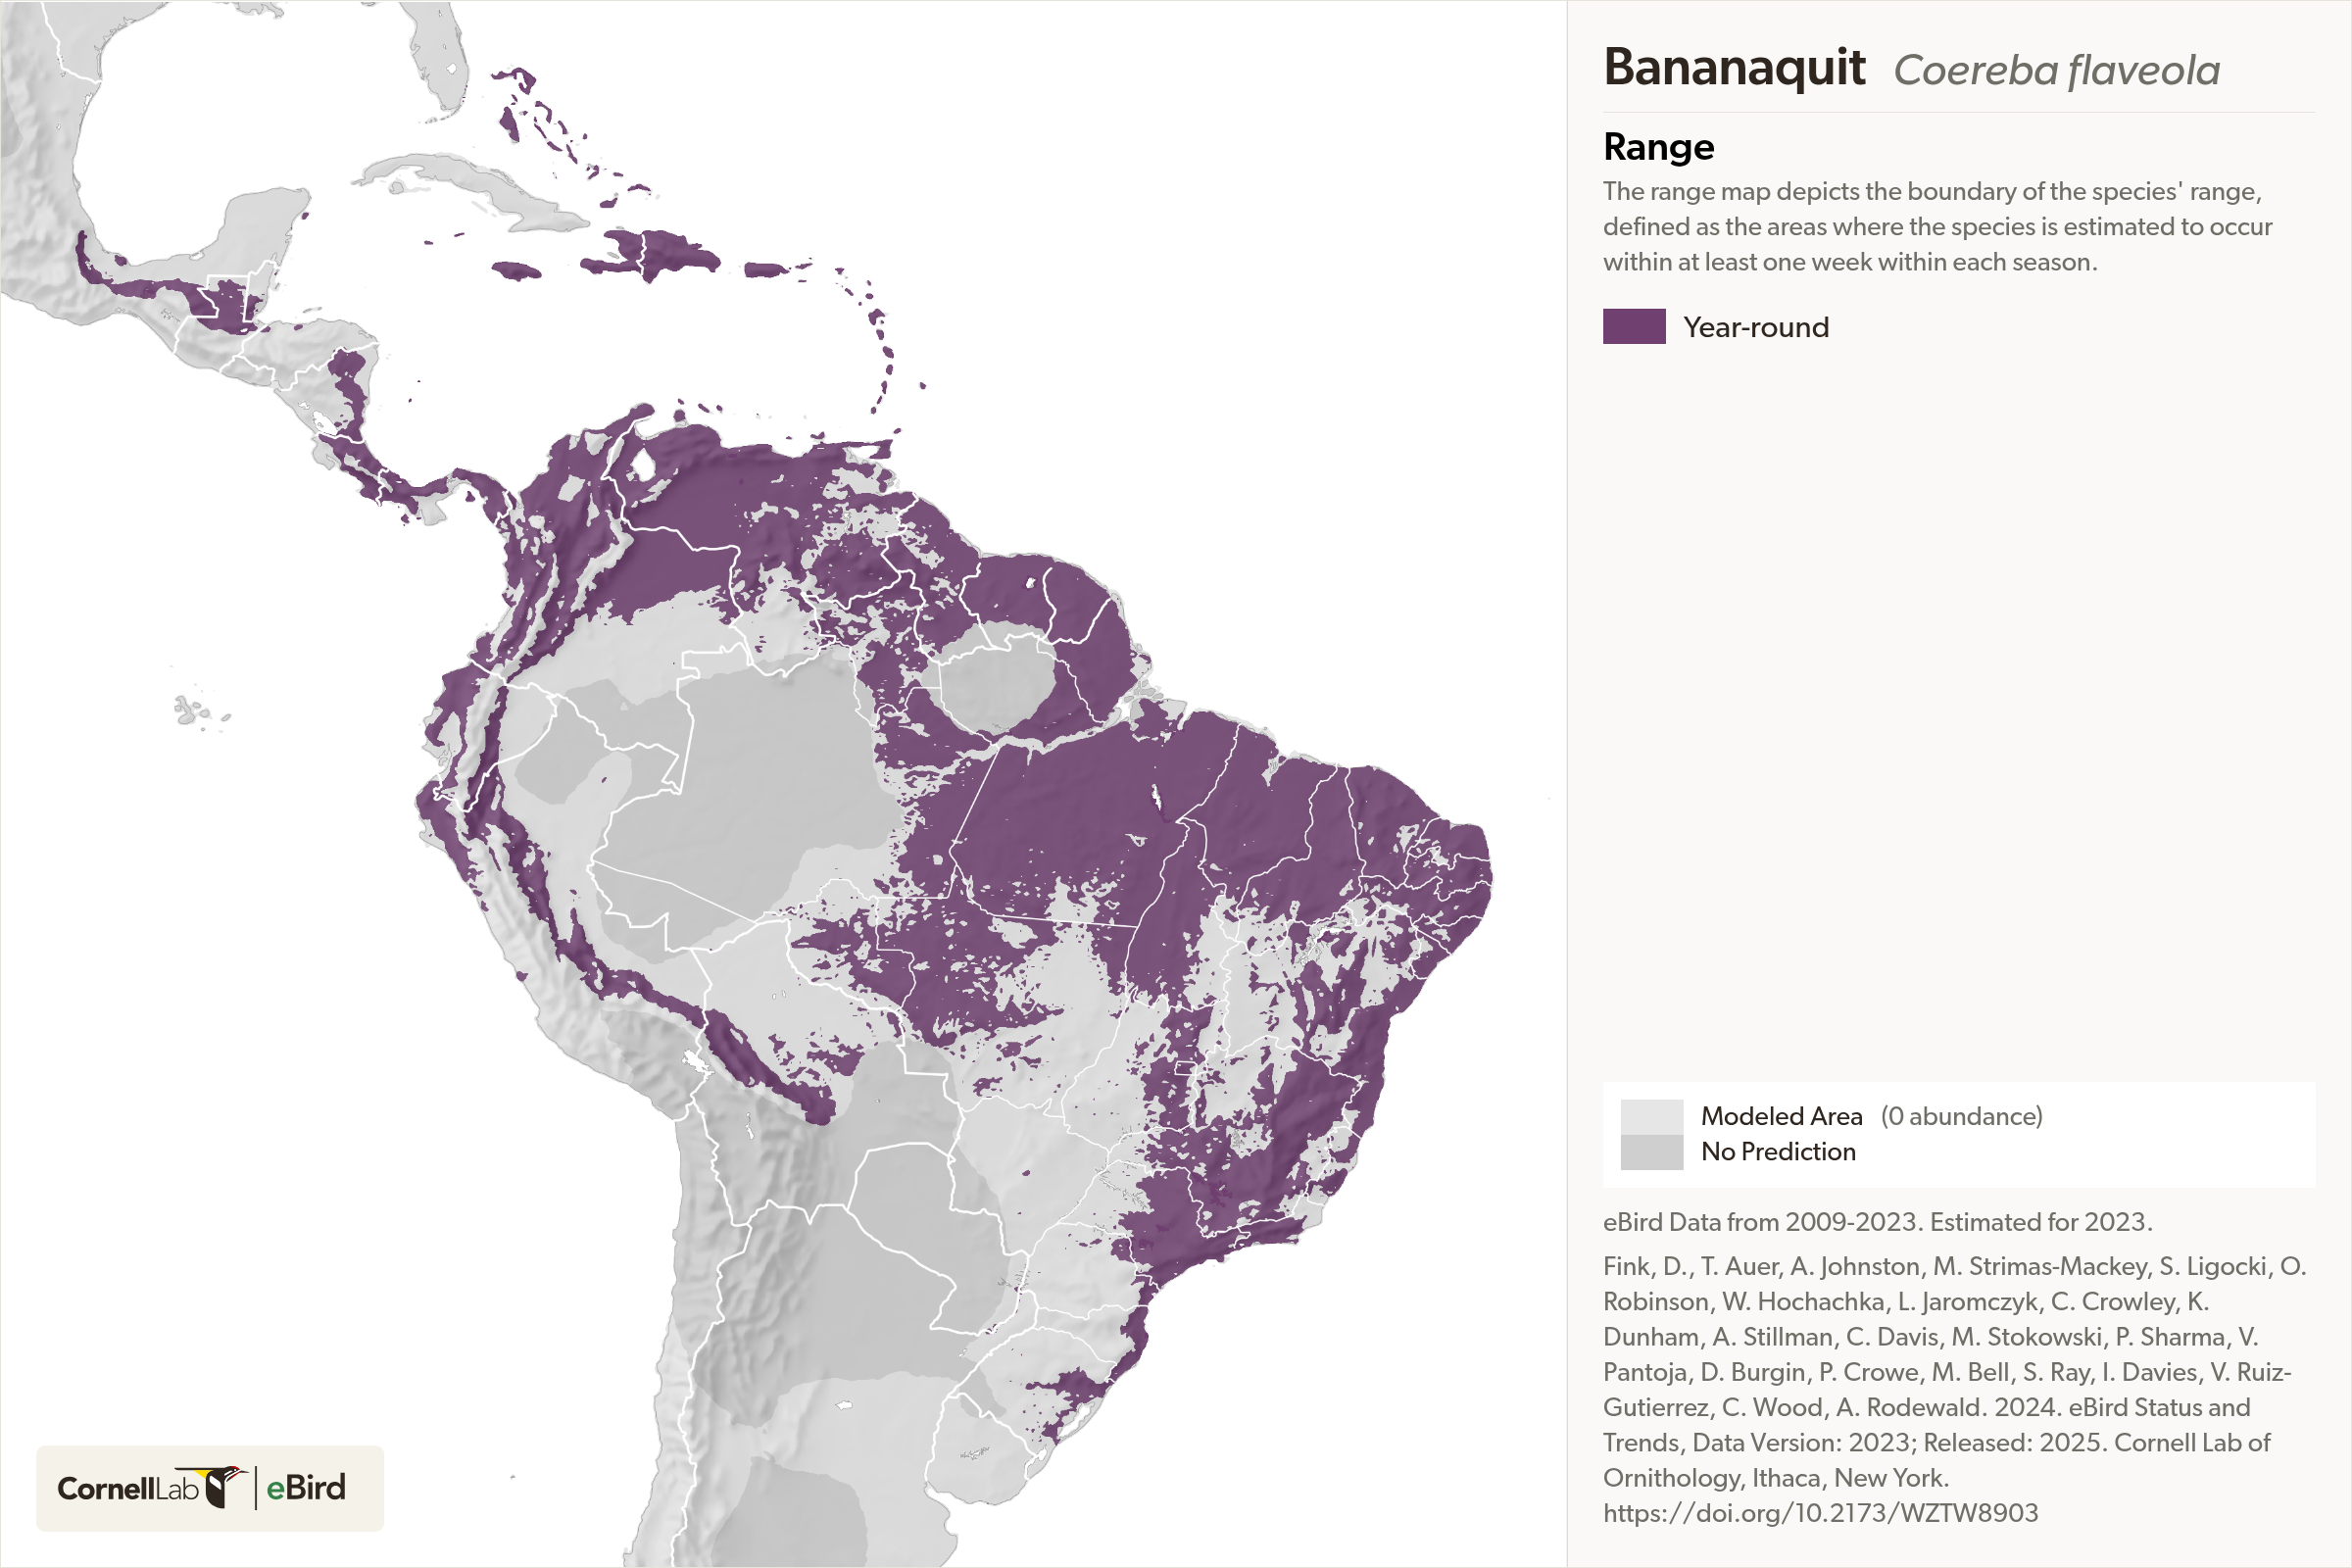 Bananaquit Coereba flaveola
Range
The range map depicts the boundary of the species' range,
defined as the areas where the species is estimated to occur
within at least one week within each season.
Year-round
Modeled Area (0 abundance)
No Prediction
eBird Data from 2009-2023. Estimated for 2023.
Fink, D., T. Auer, A. Johnston, M. Strimas-Mackey, S. Ligocki, O.
Robinson, W. Hochachka, L. Jaromczyk, C. Crowley, K.
Dunham, A. Stillman, C. Davis, M. Stokowski, P. Sharma, V.
Pantoja, D. Burgin, P. Crowe, M. Bell, S. Ray, I. Davies, V. Ruiz-
Gutierrez, C. Wood, A. Rodewald. 2024. eBird Status and
Trends, Data Version: 2023; Released: 2025. Cornell Lab of
Ornithology, Ithaca, New York.
https://doi.org/10.2173/WZTW8903
CornellLab eBird